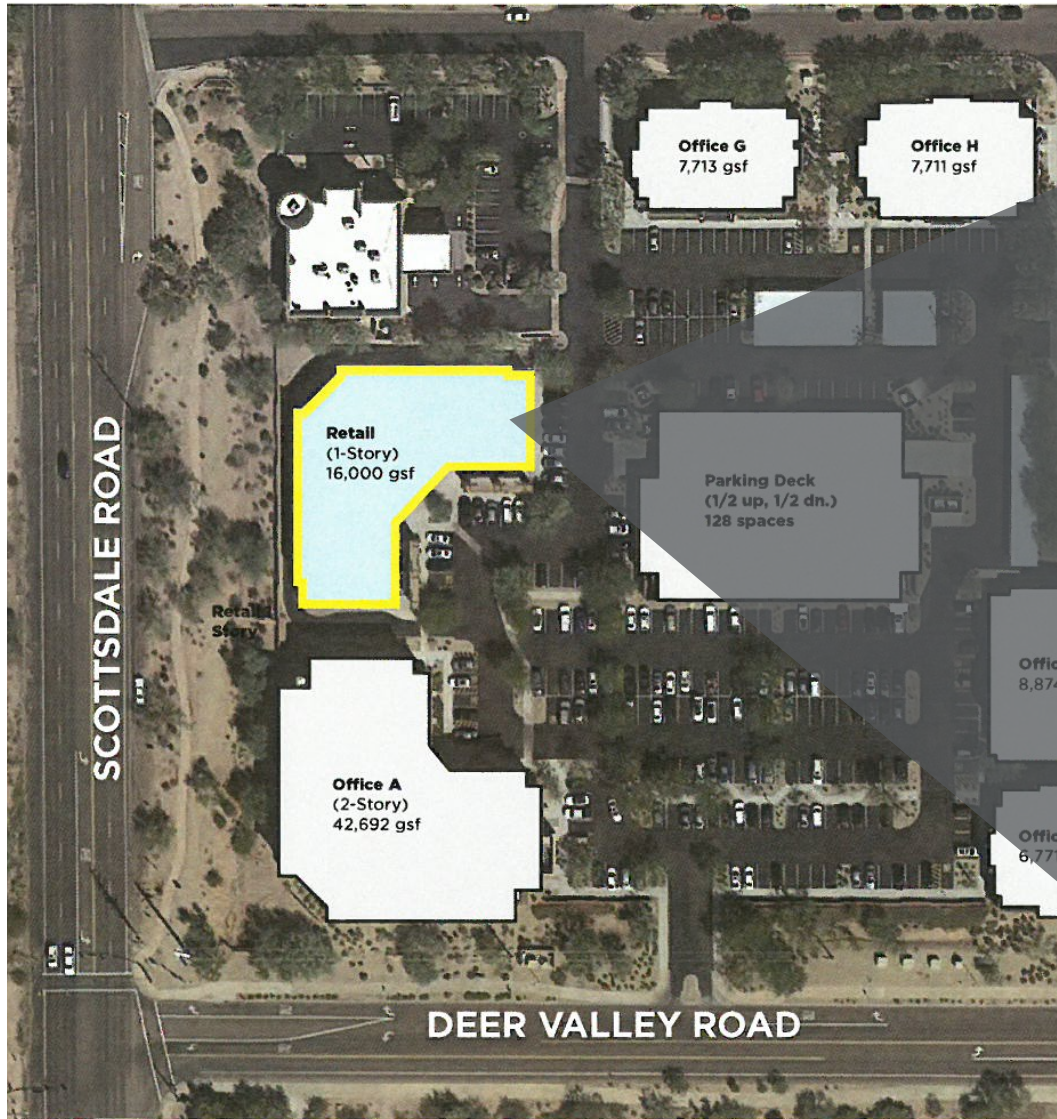 Office G
7,713 gsf
Office H
7,711 gsf
Retail
(1-Story)
16,000 gsf
Parking Deck
(1/2 up, 1/2 dn.)
128 spaces
Retail
Story
SCOTTSDALE ROAD
Office A
(2-Story)
42,692 gsf
DEER VALLEY ROAD